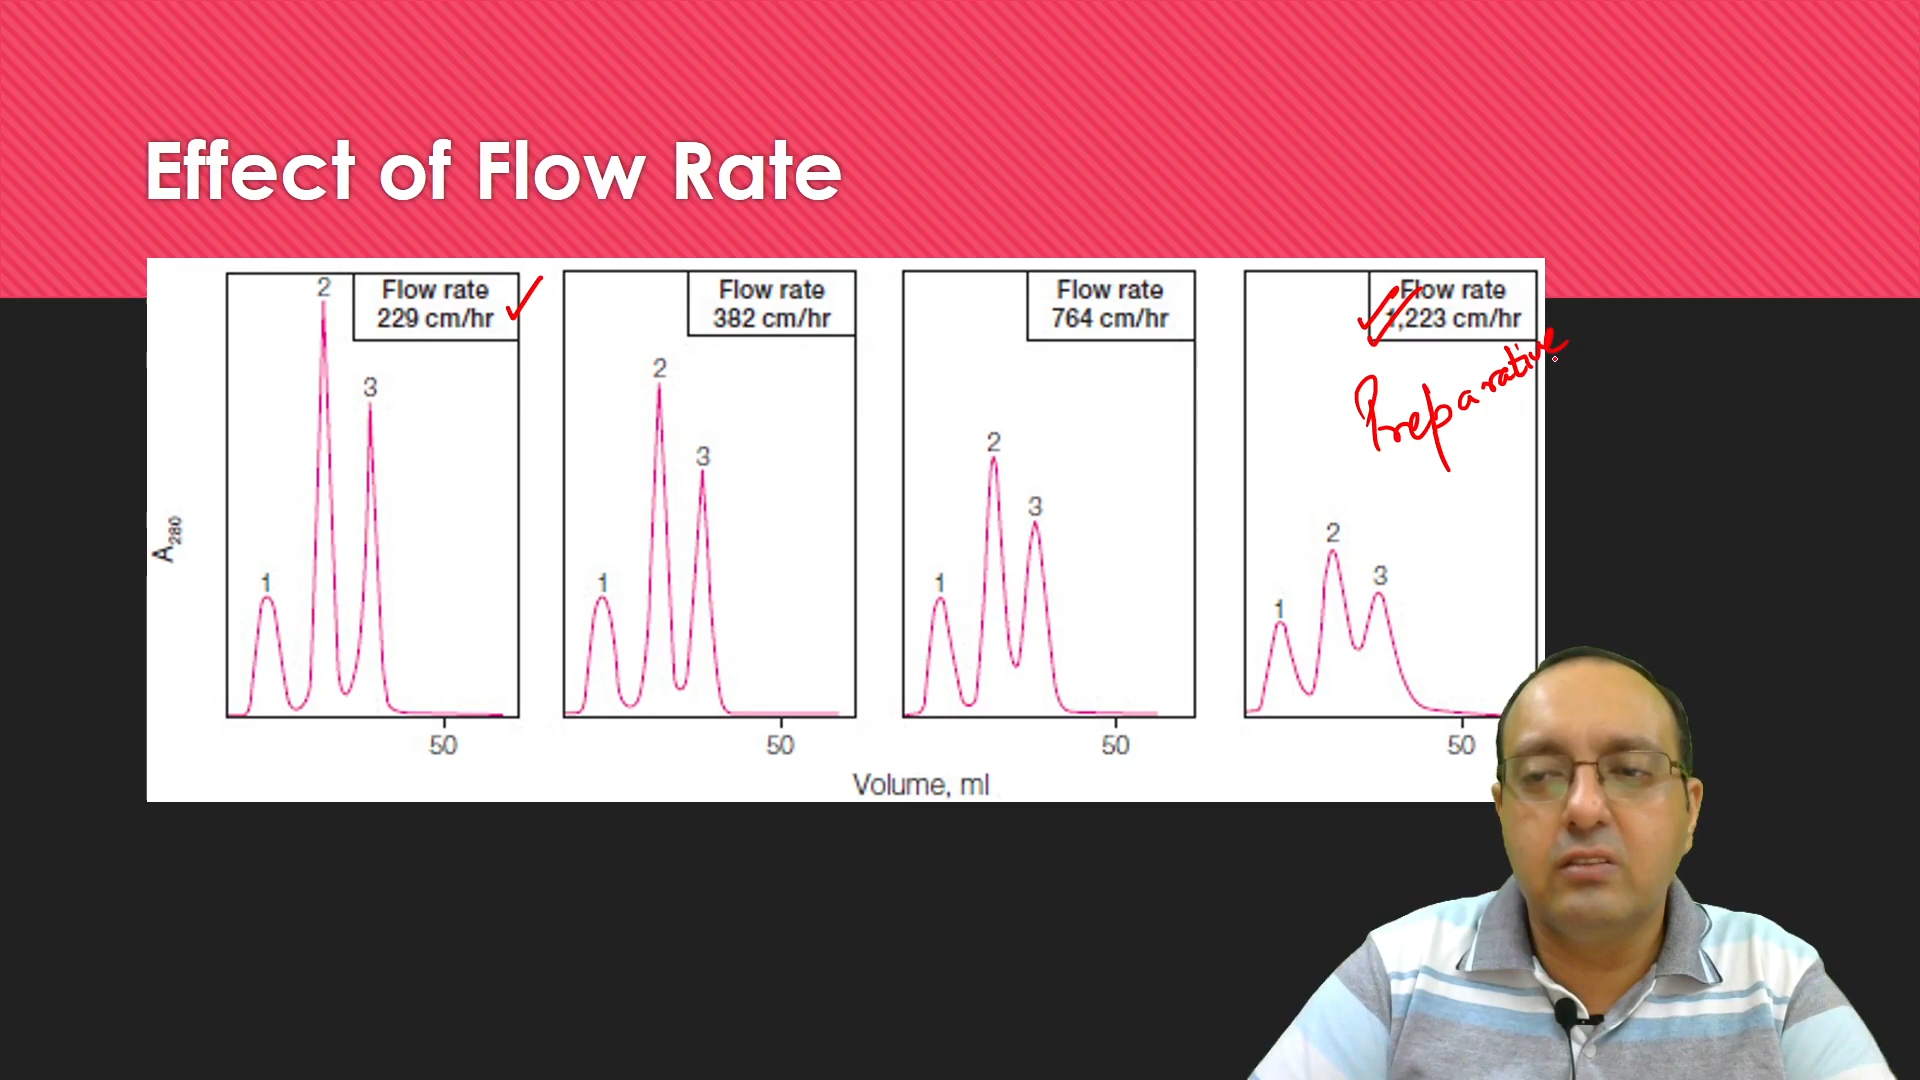 Effect of Flow Rate
Flow rate
229 cm/hr
2
3
1
50
Flow rate
382 cm/hr
2
3
1
50
Flow rate
764 cm/hr
2
3
1
50
Flow rate
1,223 cm/hr
Preparative
2
3
1
50
A280
Volume, ml